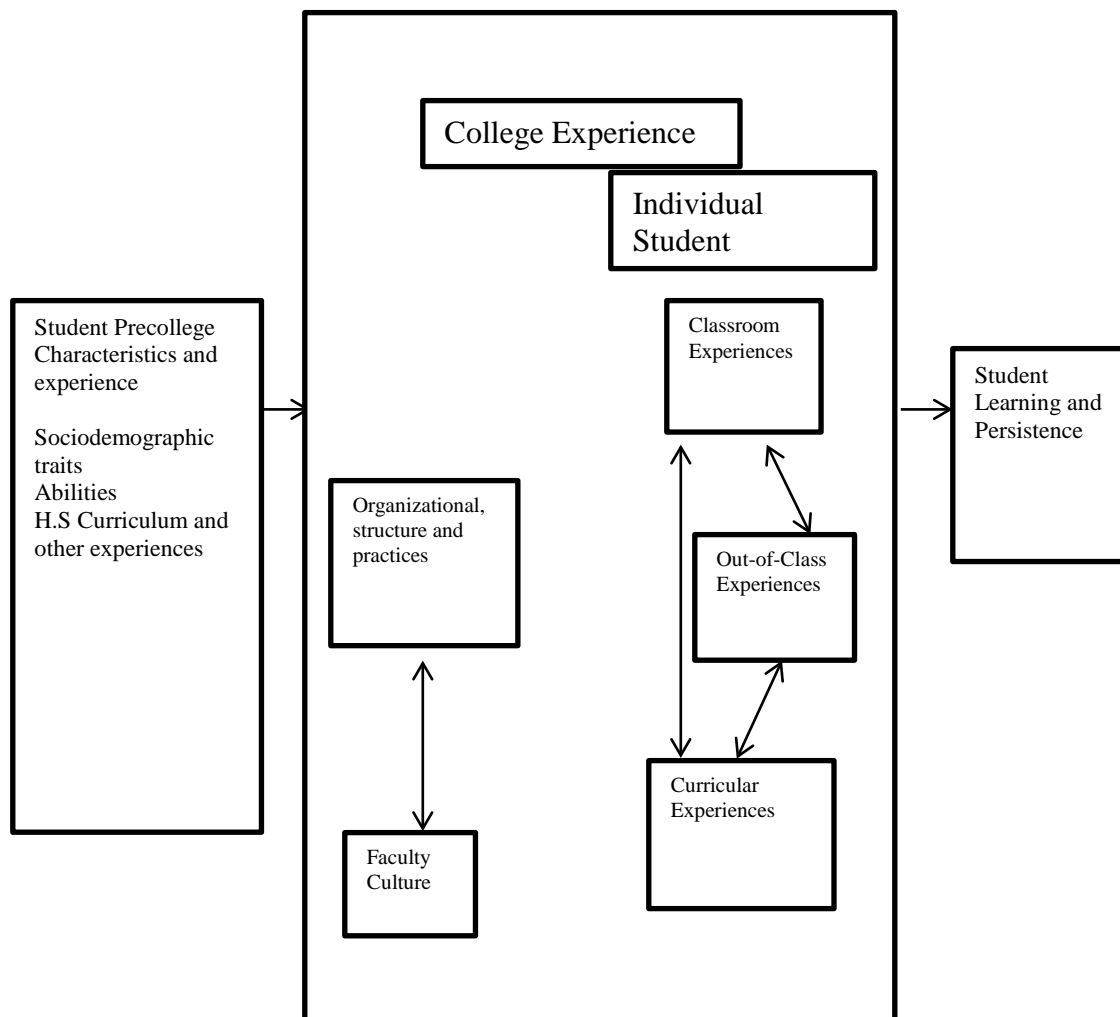 College Experience
Individual
Student
Student Precollege
Characteristics and
experience
Sociodemographic
traits
Abilities
H.S Curriculum and
other experiences
Organizational,
structure and
practices
Faculty
Culture
Classroom
Experiences
Out-of-Class
Experiences
Curricular
Experiences
Student
Learning and
Persistence